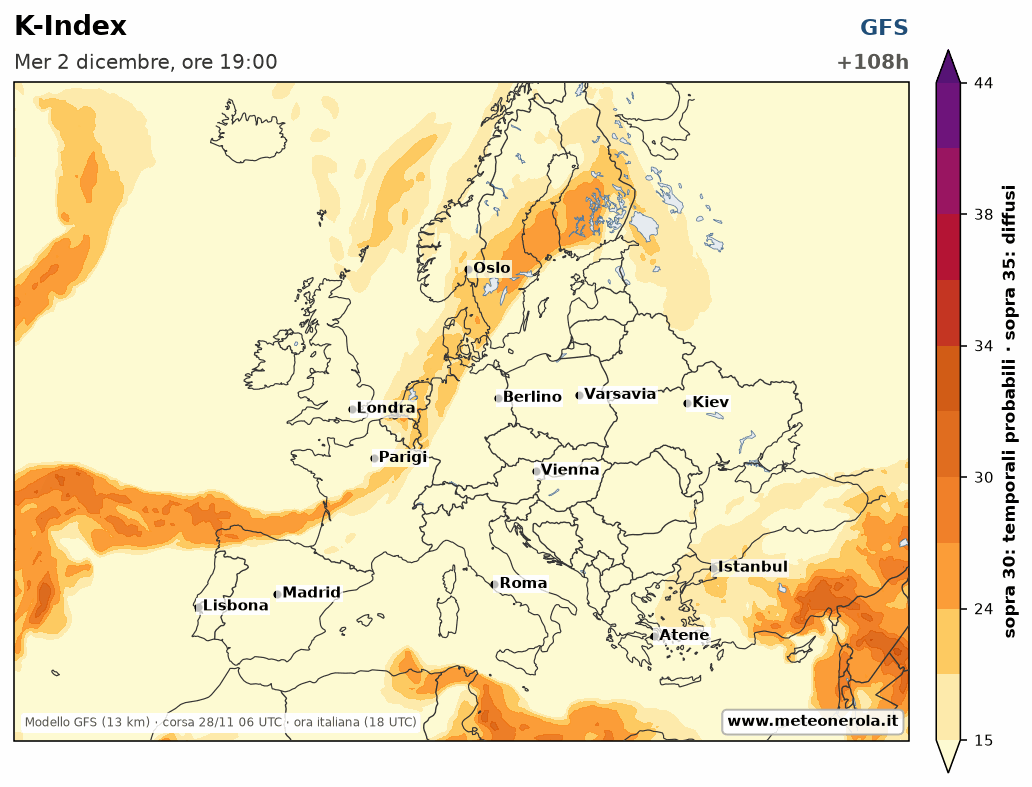 K-Index
GFS
Mer 2 dicembre, ore 19:00
+108h
44
38
34
30
24
15
sopra 30: temporali probabili · sopra 35: diffusi
Oslo
Londra
Berlino
Varsavia
Kiev
Parigi
Vienna
Istanbul
Roma
Madrid
Lisbona
Atene
Modello GFS (13 km) · corsa 28/11 06 UTC · ora italiana (18 UTC)
www.meteonerola.it